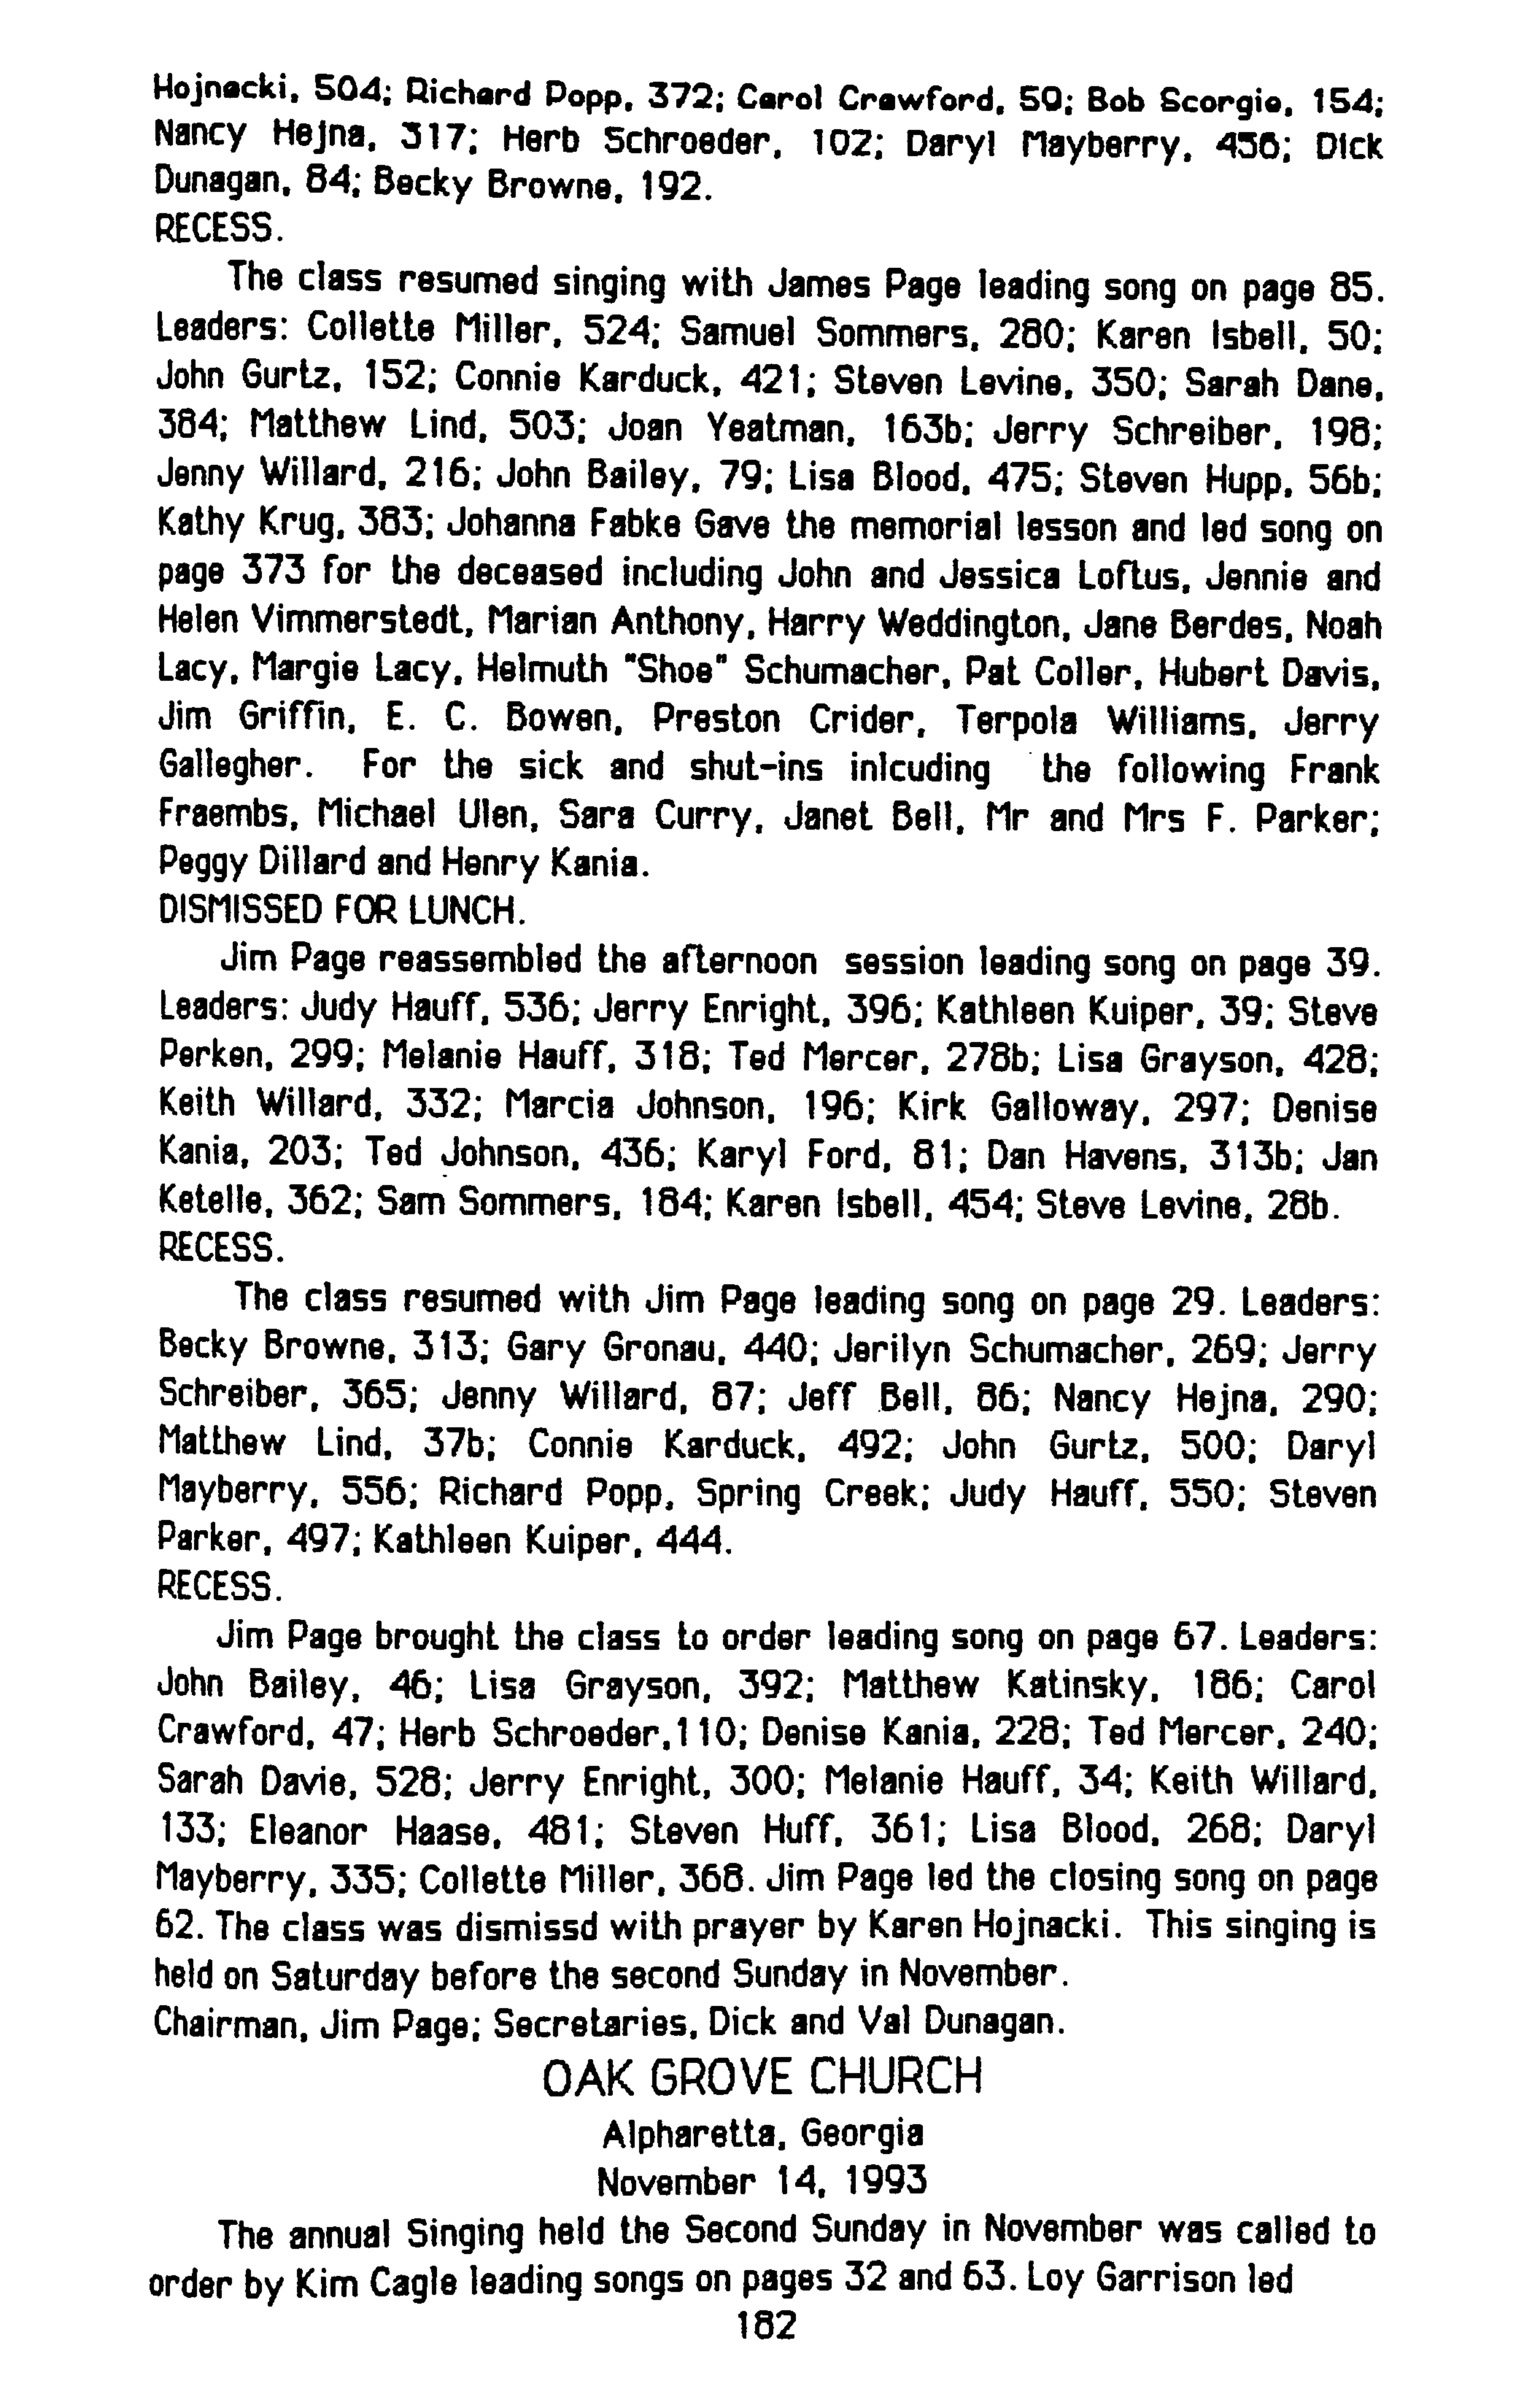 Hojnacki, 504; Richard Popp, 372; Carol Crawford, 59; Bob Scorgie, 154;
Nancy Hejna, 317; Herb Schroeder, 102; Daryl Mayberry, 456; Dick
Dunagan, 84; Becky Browne, 192.
RECESS.
The class resumed singing with James Page leading song on page 85.
Leaders: Collette Miller, 524; Samuel Sommers, 280; Karen Isbell, 50;
John Gurtz, 152; Connie Karduck, 421; Steven Levine, 350; Sarah Dane,
384; Matthew Lind, 503; Joan Yeatman, 163b; Jerry Schreiber, 198;
Jenny Willard, 216; John Bailey, 79; Lisa Blood, 475; Steven Hupp, 56b;
Kathy Krug, 383; Johanna Fabke Gave the memorial lesson and led song on
page 373 for the deceased including John and Jessica Loftus, Jennie and
Helen Vimmerstedt, Marian Anthony, Harry Weddington, Jane Berdes, Noah
Lacy, Margie Lacy, Helmuth "Shoe" Schumacher, Pat Coller, Hubert Davis,
Jim Griffin, E. C. Bowen, Preston Crider, Terpola Williams, Jerry
Gallegher. For the sick and shut-ins inlcuding the following Frank
Fraembs, Michael Ulen, Sara Curry, Janet Bell, Mr and Mrs F. Parker;
Peggy Dillard and Henry Kania.
DISMISSED FOR LUNCH.
Jim Page reassembled the afternoon session leading song on page 39.
Leaders: Judy Hauff, 536; Jerry Enright, 396; Kathleen Kuiper, 39; Steve
Perken, 299; Melanie Hauff, 318; Ted Mercer, 278b; Lisa Grayson, 428;
Keith Willard, 332; Marcia Johnson, 196; Kirk Galloway, 297; Denise
Kania, 203; Ted Johnson, 436; Karyl Ford, 81; Dan Havens, 313b; Jan
Ketelle, 362; Sam Sommers, 184; Karen Isbell, 454; Steve Levine, 28b.
RECESS.
The class resumed with Jim Page leading song on page 29. Leaders:
Becky Browne, 313; Gary Gronau, 440; Jerilyn Schumacher, 269; Jerry
Schreiber, 365; Jenny Willard, 87; Jeff Bell, 86; Nancy Hejna, 290;
Matthew Lind, 37b; Connie Karduck, 492; John Gurtz, 500; Daryl
Mayberry, 556; Richard Popp, Spring Creek; Judy Hauff, 550; Steven
Parker, 497; Kathleen Kuiper, 444.
RECESS.
Jim Page brought the class to order leading song on page 67. Leaders:
John Bailey, 46; Lisa Grayson, 392; Matthew Katinsky, 186; Carol
Crawford, 47; Herb Schroeder,110; Denise Kania, 228; Ted Mercer, 240;
Sarah Davie, 528; Jerry Enright, 300; Melanie Hauff, 34; Keith Willard,
133; Eleanor Haase, 481; Steven Huff, 361; Lisa Blood, 268; Daryl
Mayberry, 335; Collette Miller, 368. Jim Page led the closing song on page
62. The class was dismissd with prayer by Karen Hojnacki. This singing is
held on Saturday before the second Sunday in November.
Chairman, Jim Page; Secretaries, Dick and Val Dunagan.
OAK GROVE CHURCH
Alpharetta, Georgia
November 14, 1993
The annual Singing held the Second Sunday in November was called to
order by Kim Cagle leading songs on pages 32 and 63. Loy Garrison led
182